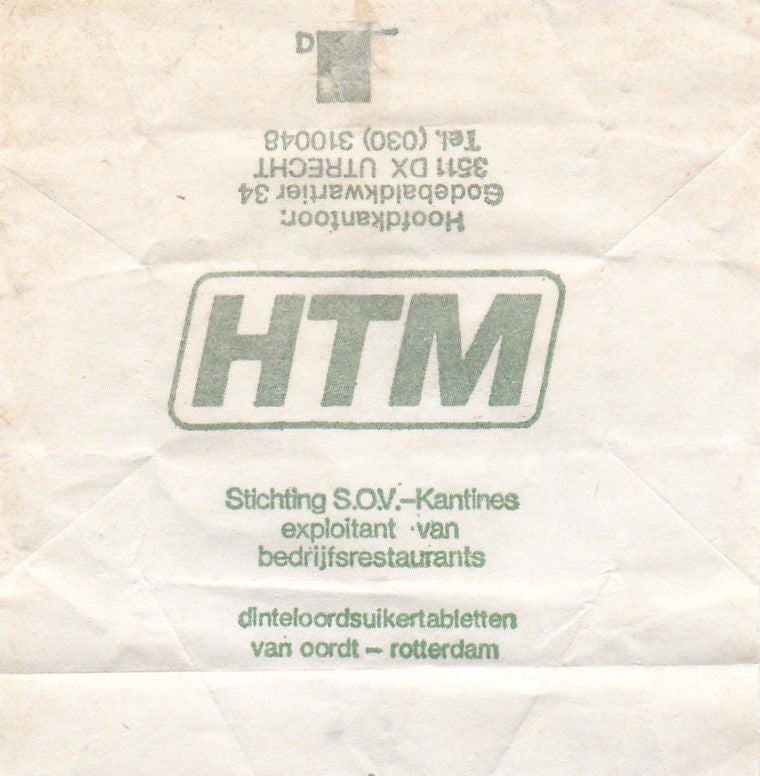 Hoofdkantoor:
Godebaldkwartier 34
3511 DX UTRECHT
Tel. (030) 310048
HTM
Stichting S.O.V.-Kantines
exploitant van
bedrijfsrestaurants
dinteloordsuikertabletten
van oordt - rotterdam